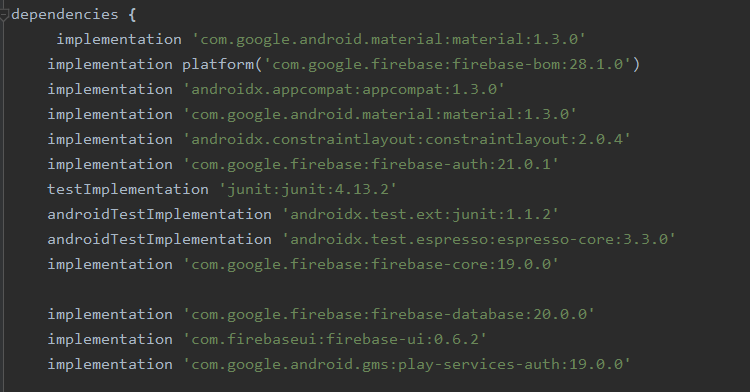 dependencies {
implementation 'com.google.android.material:material:1.3.0'
implementation platform('com.google.firebase:firebase-bom:28.1.0')
implementation 'androidx.appcompat:appcompat:1.3.0'
implementation 'com.google.android.material:material:1.3.0'
implementation 'androidx.constraintlayout:constraintlayout:2.0.4'
implementation 'com.google.firebase:firebase-auth:21.0.1'
testImplementation 'junit:junit:4.13.2'
androidTestImplementation 'androidx.test.ext:junit:1.1.2'
androidTestImplementation 'androidx.test.espresso:espresso-core:3.3.0'
implementation 'com.google.firebase:firebase-core:19.0.0'
implementation 'com.google.firebase:firebase-database:20.0.0'
implementation 'com.firebaseui:firebase-ui:0.6.2'
implementation 'com.google.android.gms:play-services-auth:19.0.0'